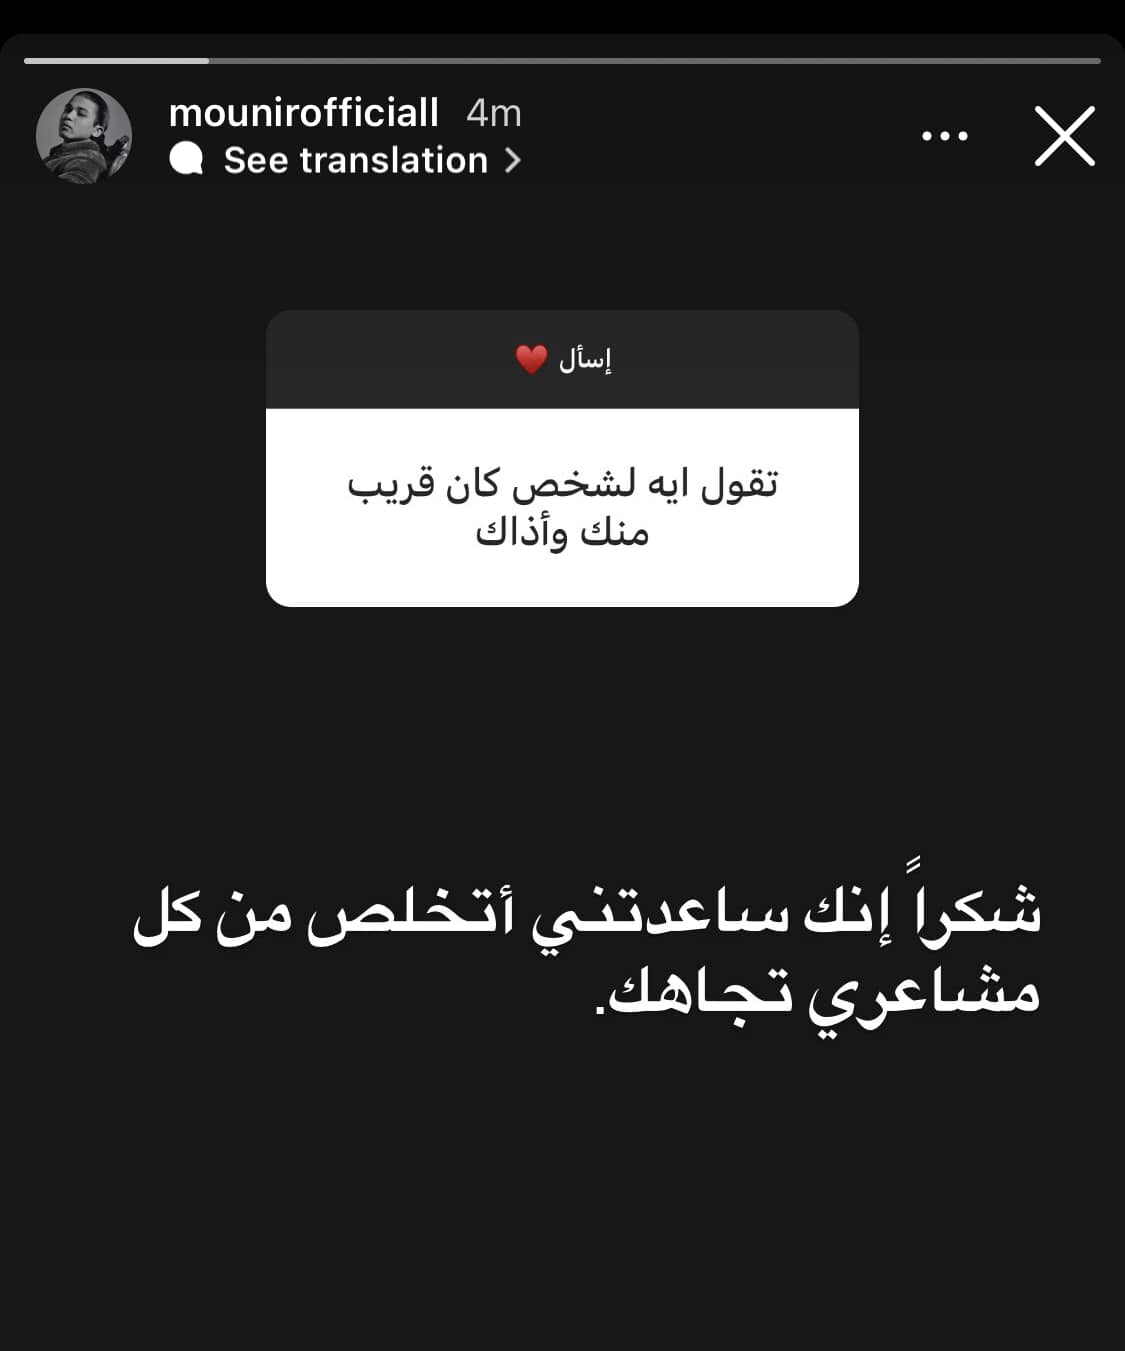 mounirofficiall 4m
See translation >
إسأل ❤️
تقول ايه لشخص كان قريب
منك وأذاك
شكراً إنك ساعدتني أتخلص من كل
مشاعري تجاهك.